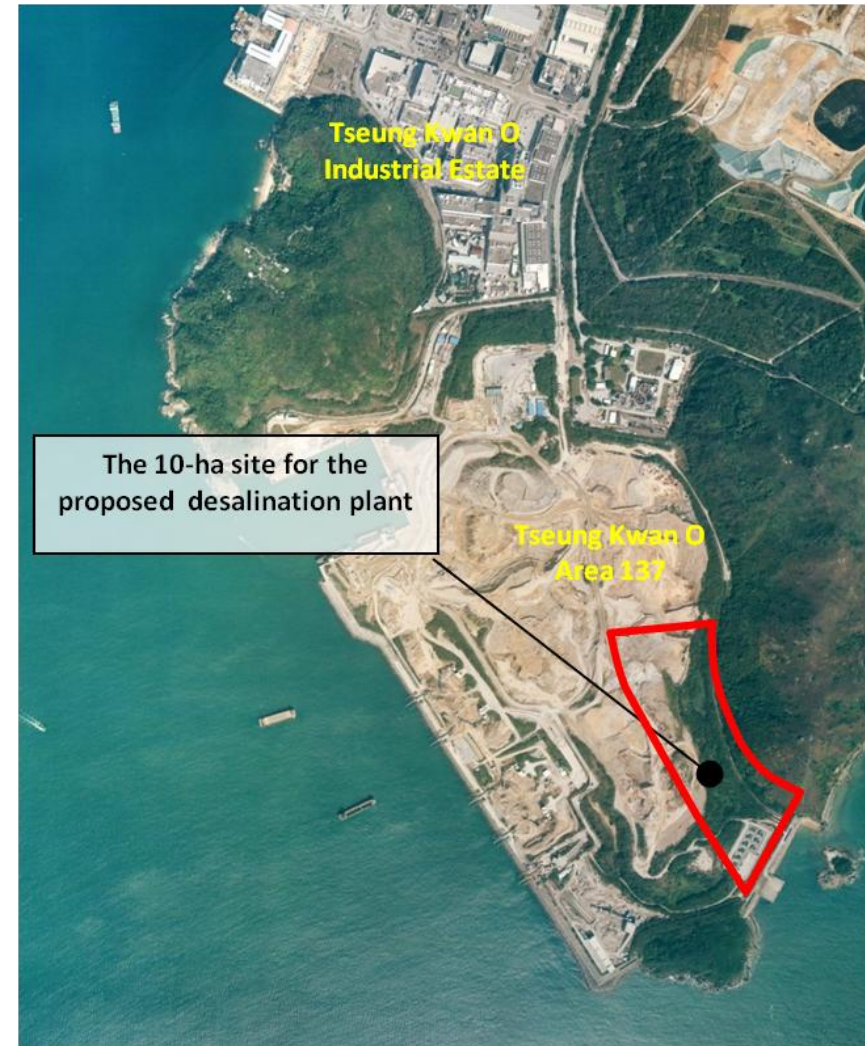 Tseung Kwan O
Industrial Estate
The 10-ha site for the
proposed desalination plant
Tseung Kwan O
Area 137